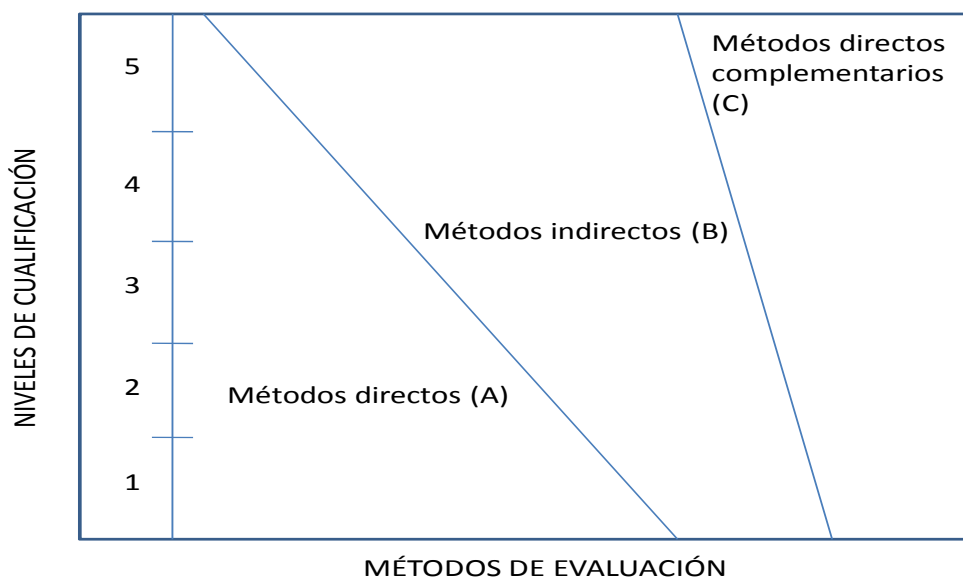 Métodos directos
complementarios
(C)
5
4
Métodos indirectos (B)
3
2
Métodos directos (A)
1
NIVELES DE CUALIFICACIÓN
MÉTODOS DE EVALUACIÓN